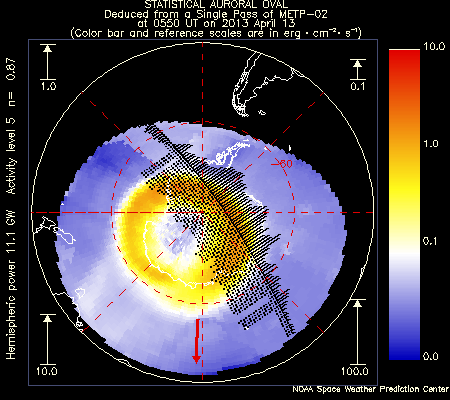 STATISTICAL AURORAL OVAL
Deduced from a Single Pass of METP-02
at 0550 UT on 2013 April 13
(Color bar and reference scales are in erg·cm⁻²·s⁻¹)
Hemispheric power 11.1 GW Activity level 5 n= 0.87
1.0
0.1
-60
10.0
100.0
10.0
1.0
0.1
0.0
NOAA Space Weather Prediction Center